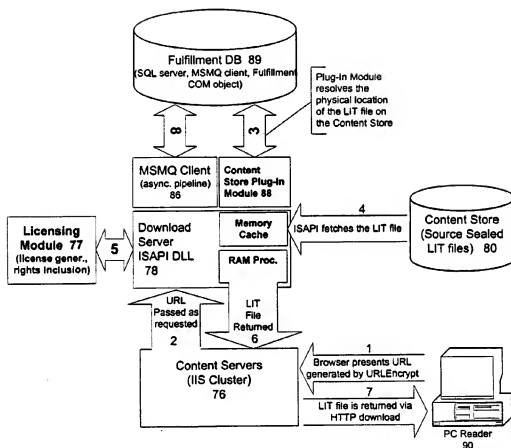 Fulfillment DB 89
(SQL server, MSMQ client, Fulfillment
COM object)
Plug-In Module
resolves the
physical location
of the LIT file on
the Content Store
8
3
MSMQ Client
(async. pipeline)
86
Content
Store Plug-In
Module 88
Licensing
Module 77
(license gener.,
rights inclusion)
5
Download
Server
ISAPI DLL
78
Memory
Cache
RAM Proc.
4
ISAPI fetches the LIT file
Content Store
(Source Sealed
LIT files) 80
URL
Passed as
requested
2
LIT
File
Returned
6
Content Servers
(IIS Cluster)
76
1
Browser presents URL
generated by URLEncrypt
7
LIT file is returned via
HTTP download
PC Reader
90